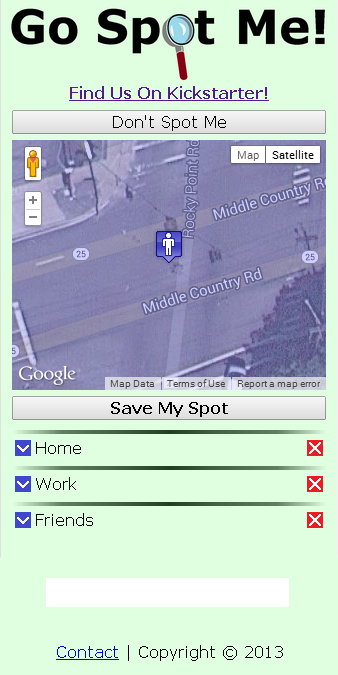 Go Spot Me!
Find Us On Kickstarter!
Don't Spot Me
Map Satellite
Rocky Point Rd
Middle Country Rd
25
25
Middle Country Rd
5
Google
Map Data Terms of Use Report a map error
Save My Spot
Home
Work
Friends
Contact | Copyright © 2013